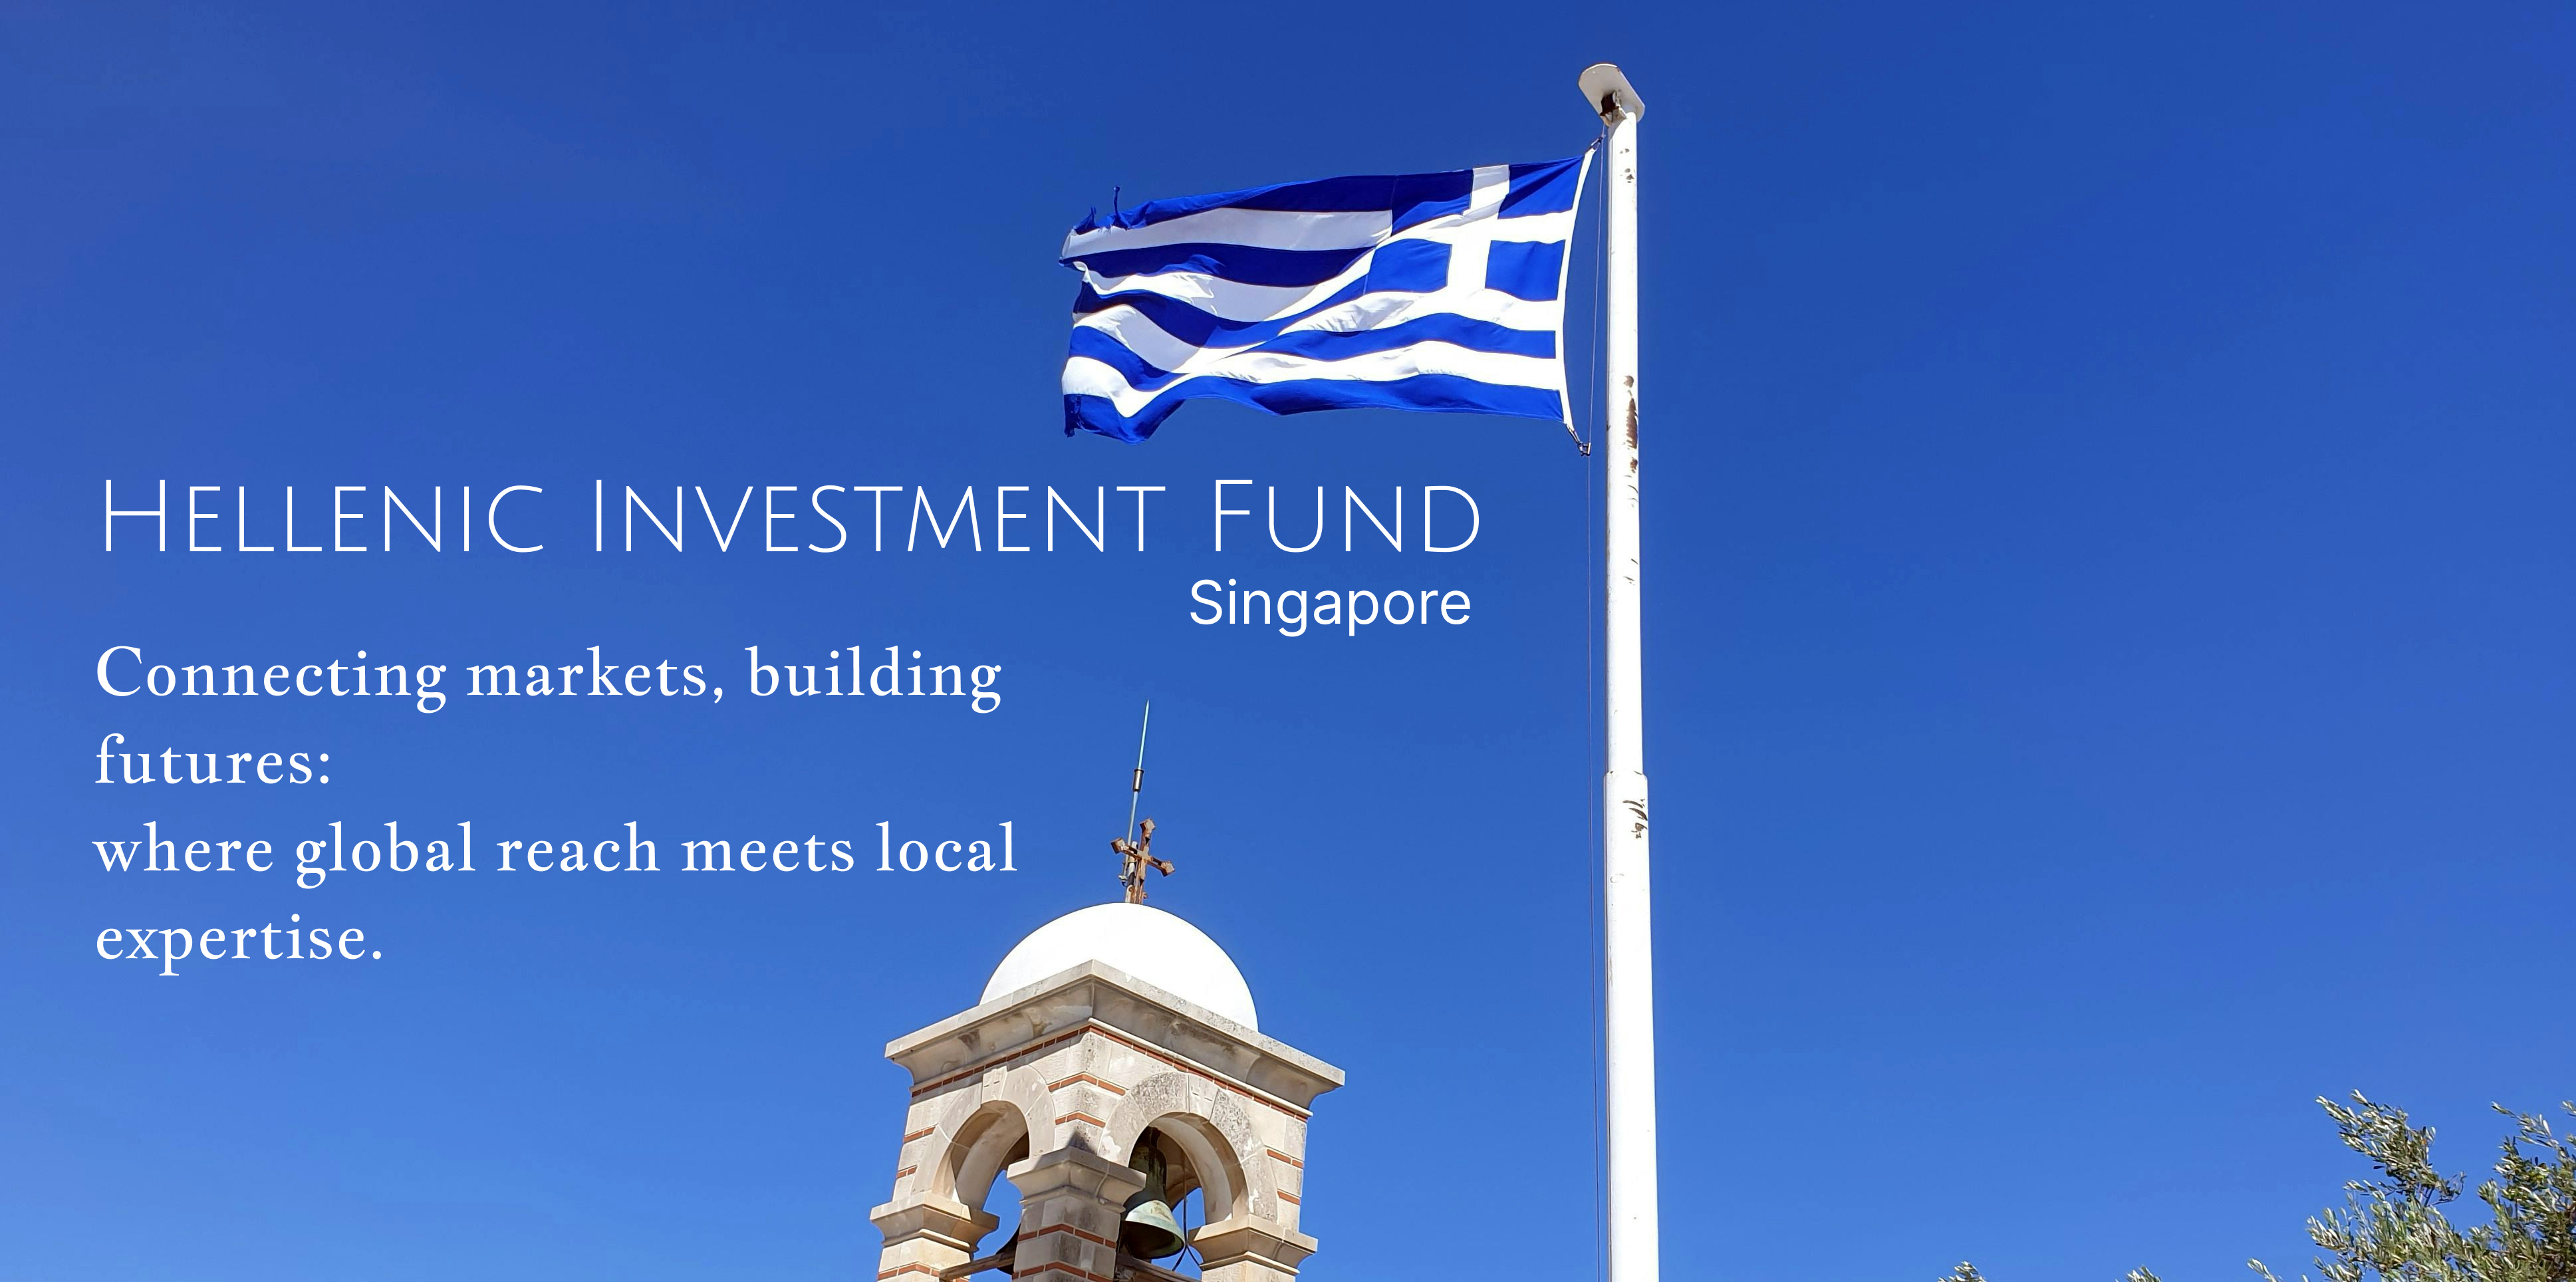 HELLENIC INVESTMENT FUND
Singapore
Connecting markets, building
futures:
where global reach meets local
expertise.